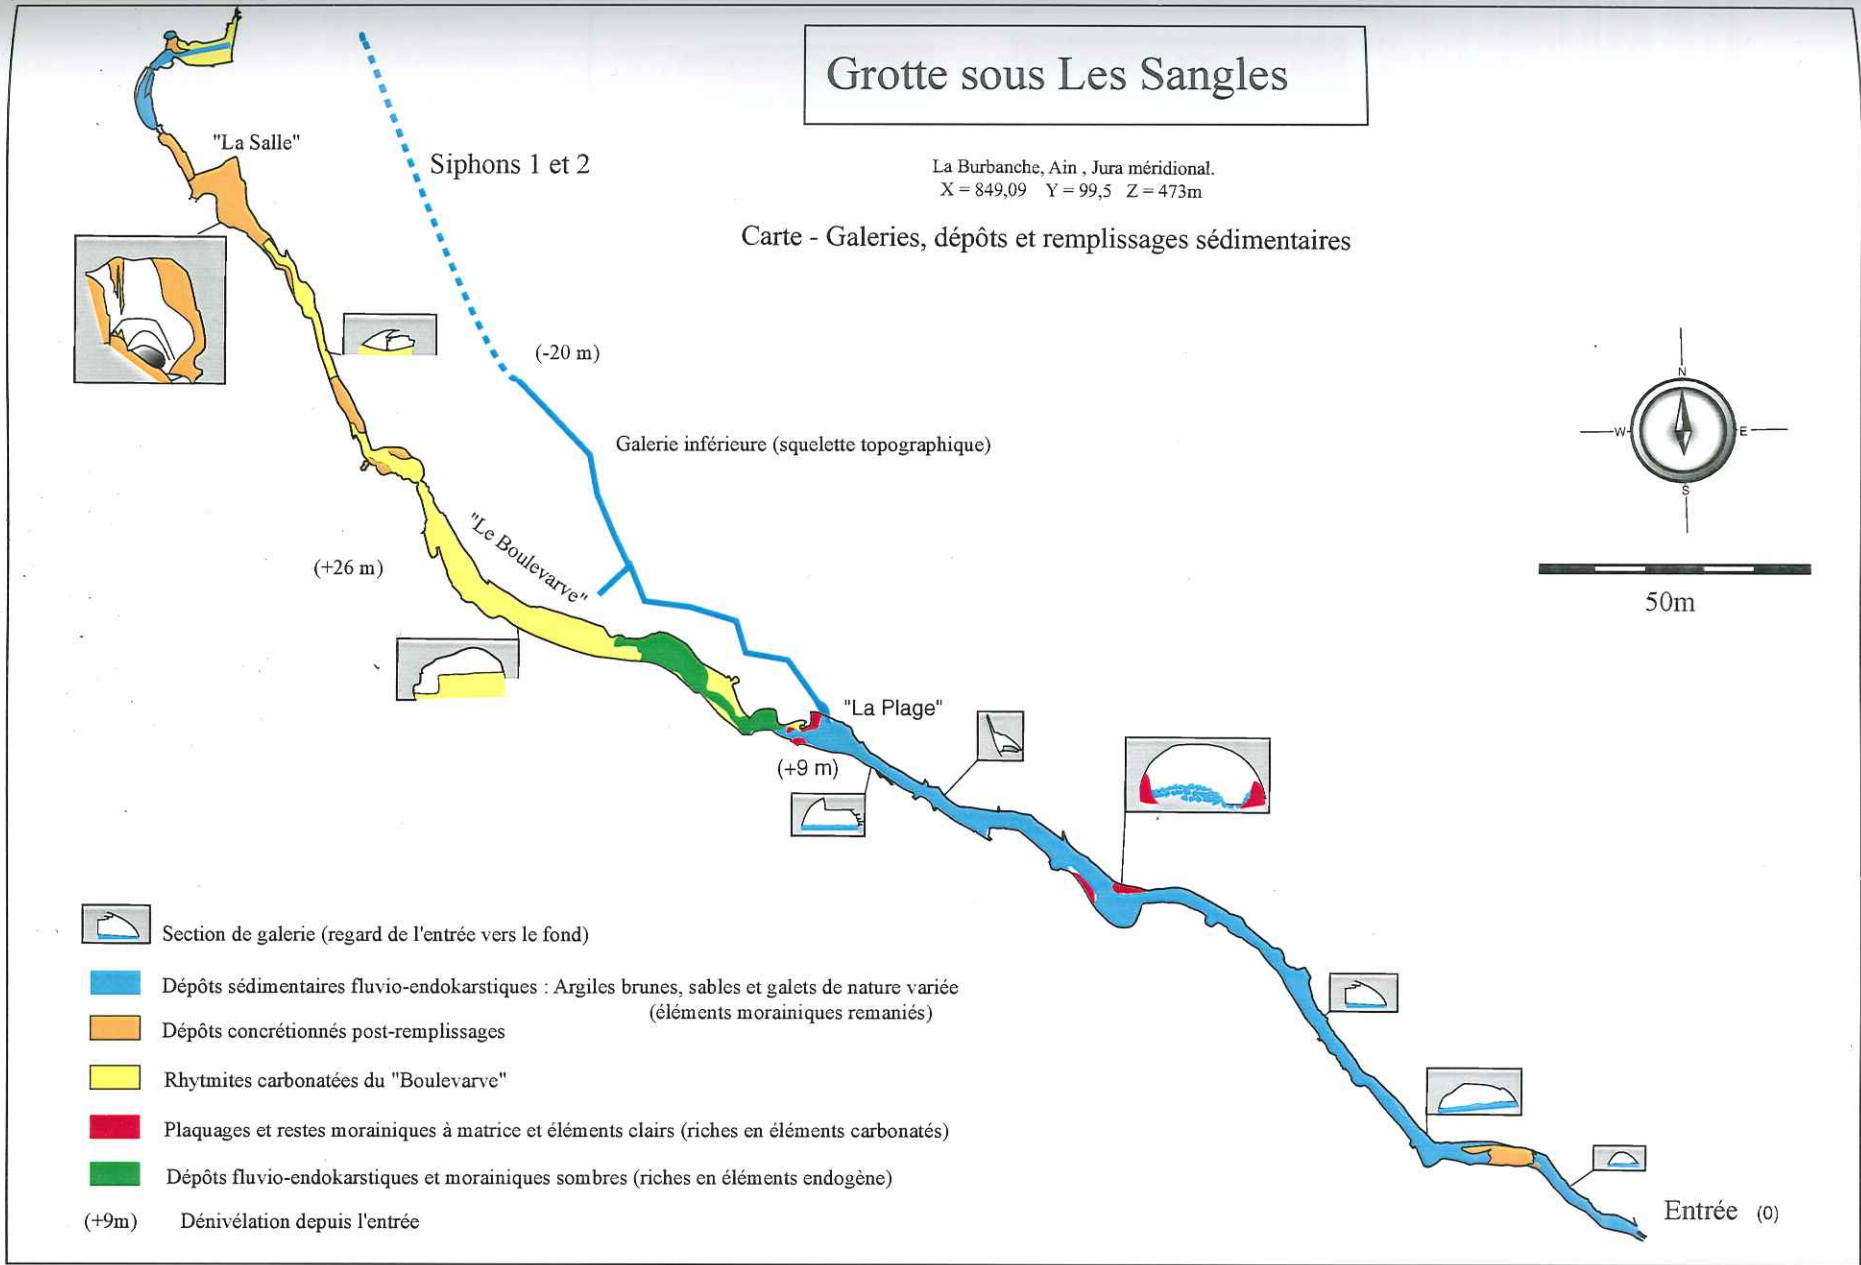 Grotte sous Les Sangles
La Burbanche, Ain , Jura méridional.
X = 849,09 Y = 99,5 Z = 473m
Carte - Galeries, dépôts et remplissages sédimentaires
"La Salle"
Siphons 1 et 2
(-20 m)
Galerie inférieure (squelette topographique)
N
W
E
S
50m
"Le Boulevarve"
(+26 m)
"La Plage"
(+9 m)
Section de galerie (regard de l'entrée vers le fond)
Dépôts sédimentaires fluvio-endokarstiques : Argiles brunes, sables et galets de nature variée
(éléments morainiques remaniés)
Dépôts concrétionnés post-remplissages
Rhytmites carbonatées du "Boulevarve"
Plaquages et restes morainiques à matrice et éléments clairs (riches en éléments carbonatés)
Dépôts fluvio-endokarstiques et morainiques sombres (riches en éléments endogène)
(+9m) Dénivélation depuis l'entrée
Entrée (0)